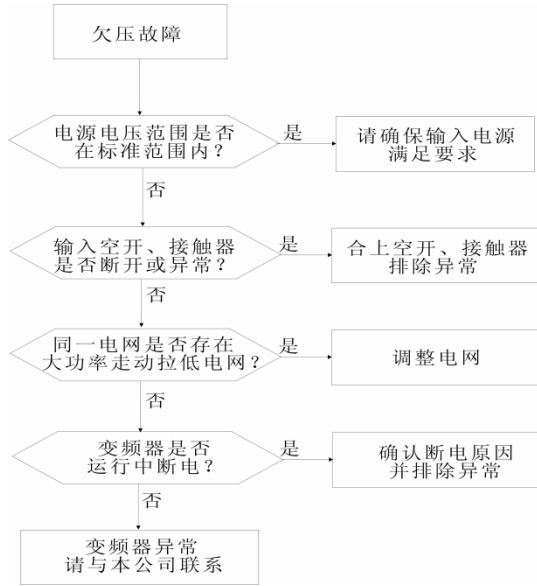 欠压故障
电源电压范围是否
在标准范围内？
是
请确保输入电源
满足要求
否
输入空开、接触器
是否断开或异常？
是
合上空开、接触器
排除异常
否
同一电网是否存在
大功率走动拉低电网？
是
调整电网
否
变频器是否
运行中断电？
是
确认断电原因
并排除异常
否
变频器异常
请与本公司联系